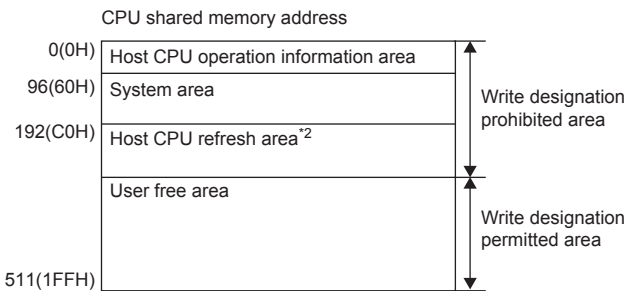 CPU shared memory address
0(0H) Host CPU operation information area
96(60H) System area
192(C0H) Host CPU refresh area*2
Write designation
prohibited area
User free area
Write designation
permitted area
511(1FFH)